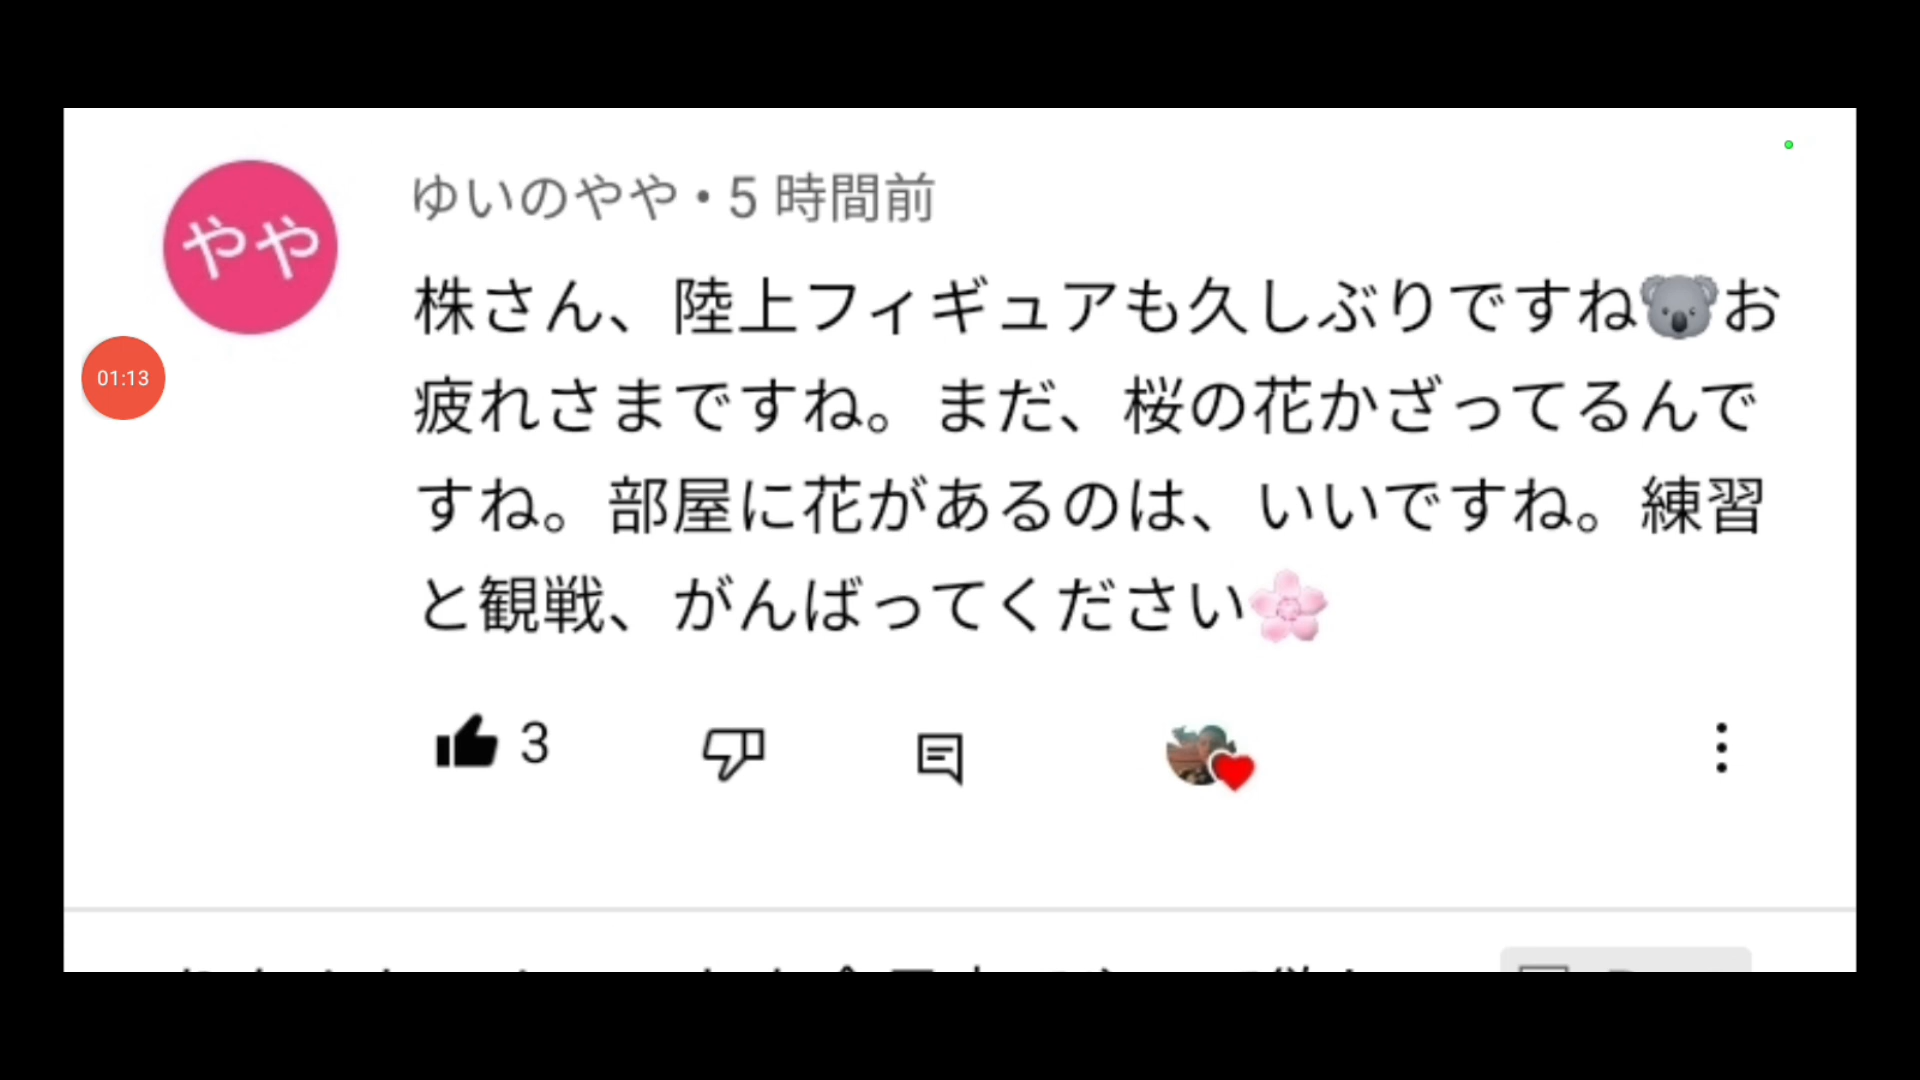 やや
ゆいのやや・5 時間前
株さん、陸上フィギュアも久しぶりですね🐨お
疲れさまですね。まだ、桜の花かざってるんで
すね。部屋に花があるのは、いいですね。練習
と観戦、がんばってください🌸
01:13
3